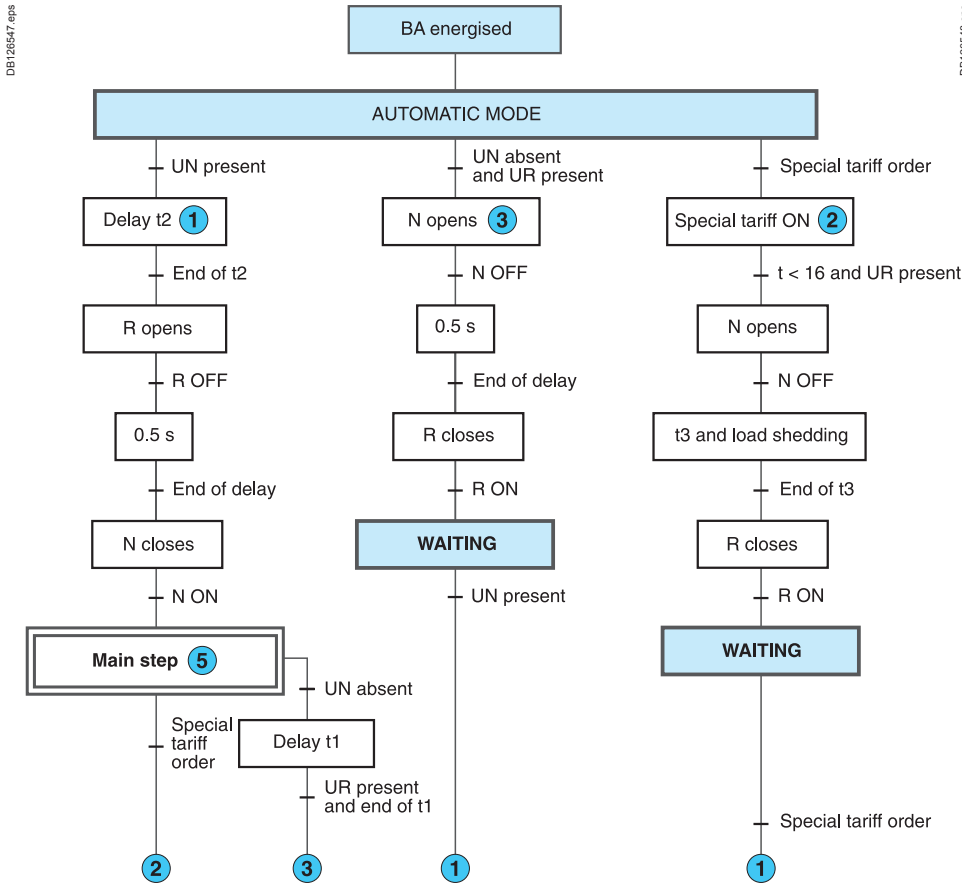 DB126547.eps
BA energised
AUTOMATIC MODE
UN present
Delay t2 1
End of t2
R opens
R OFF
0.5 s
End of delay
N closes
N ON
Main step 5
Special
tariff
order
2
UN absent
Delay t1
UR present
and end of t1
3
UN absent
and UR present
N opens 3
N OFF
0.5 s
End of delay
R closes
R ON
WAITING
UN present
1
Special tariff order
Special tariff ON 2
t < 16 and UR present
N opens
N OFF
t3 and load shedding
End of t3
R closes
R ON
WAITING
Special tariff order
1